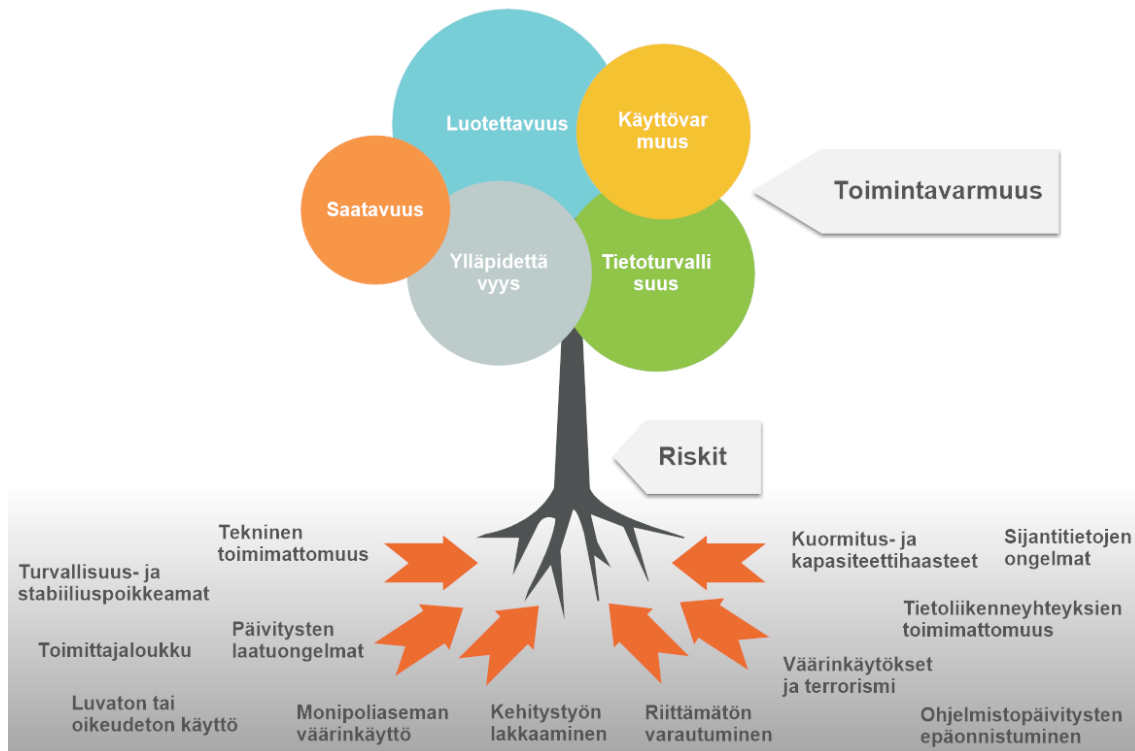 Luotettavuus
Käyttövar
muus
Saatavuus
Ylläpidettä
vyys
Tietoturvalli
suus
Toimintavarmuus
Riskit
Tekninen
toimimattomuus
Kuormitus- ja
kapasiteettihaasteet
Sijantitietojen
ongelmat
Turvallisuus- ja
stabiiliuspoikkeamat
Toimittajaloukku
Päivitysten
laatuongelmat
Tietoliikenneyhteyksien
toimimattomuus
Väärinkäytökset
ja terrorismi
Luvaton tai
oikeudeton käyttö
Monipoliaseman
väärinkäyttö
Kehitystyön
lakkaaminen
Riittämätön
varautuminen
Ohjelmistopäivitysten
epäonnistuminen